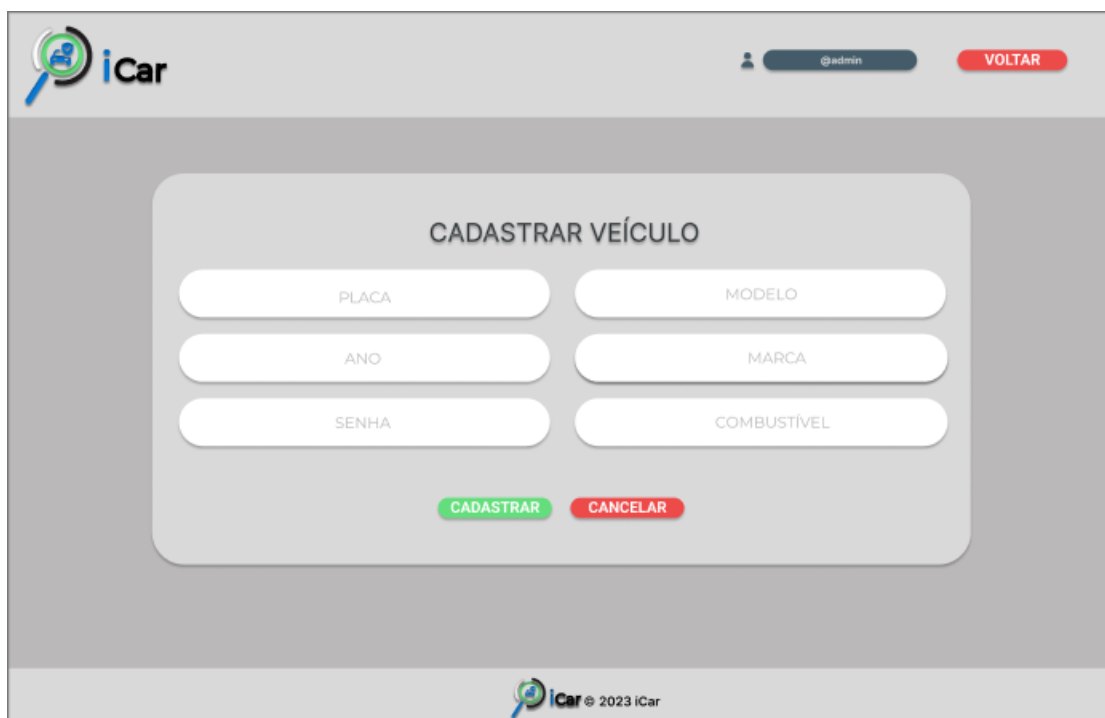 iCar
@admin
VOLTAR
CADASTRAR VEÍCULO
PLACA
MODELO
ANO
MARCA
SENHA
COMBUSTÍVEL
CADASTRAR
CANCELAR
iCar © 2023 iCar